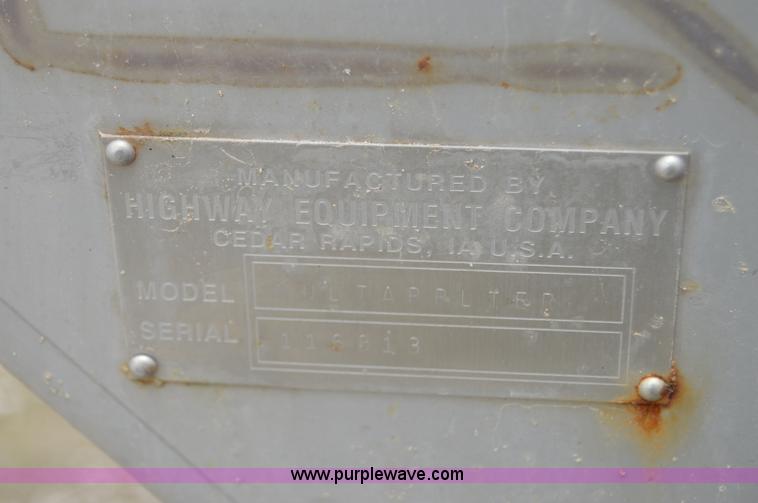 MANUFACTURED BY
HIGHWAY EQUIPMENT COMPANY
CEDAR RAPIDS, IA U.S.A.
MODEL
SERIAL
www.purplewave.com